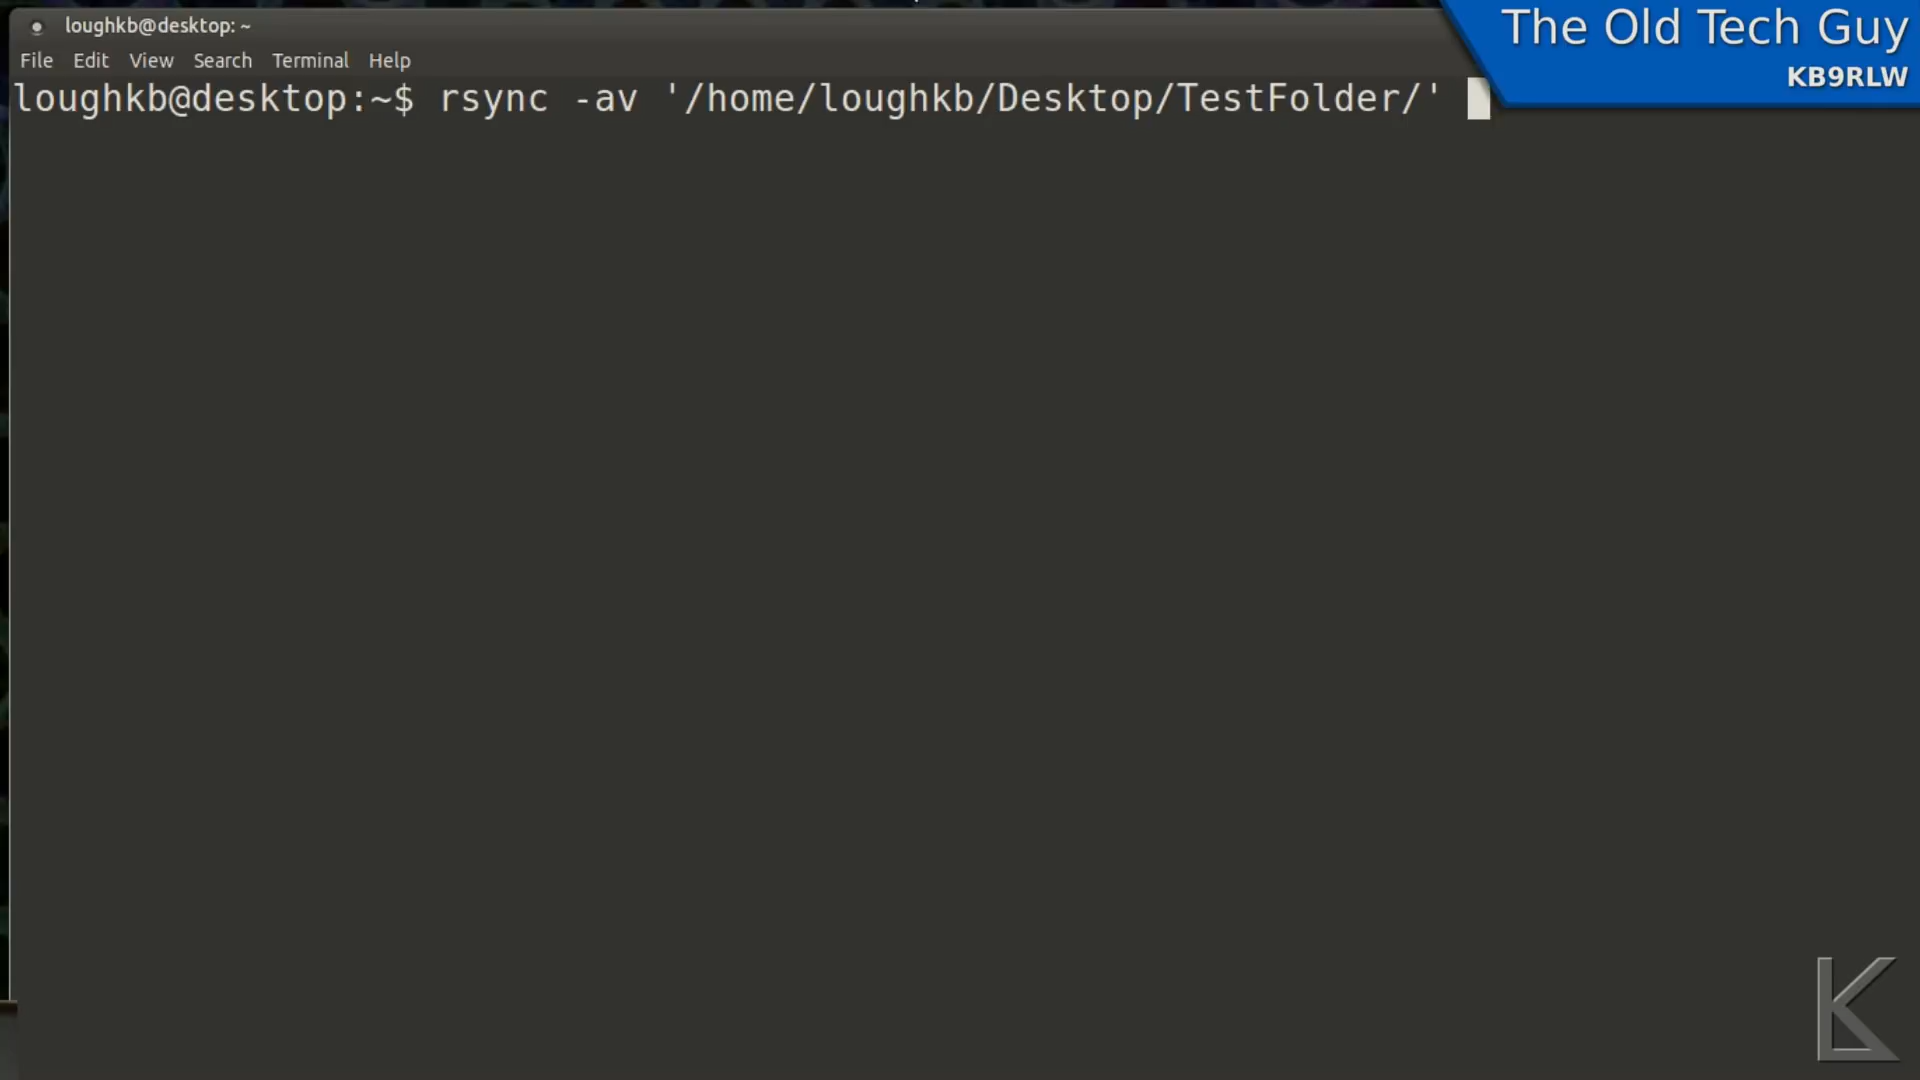 loughkb@desktop: ~
The Old Tech Guy
KB9RLW
File Edit View Search Terminal Help
loughkb@desktop:~$ rsync -av '/home/loughkb/Desktop/TestFolder/'
K